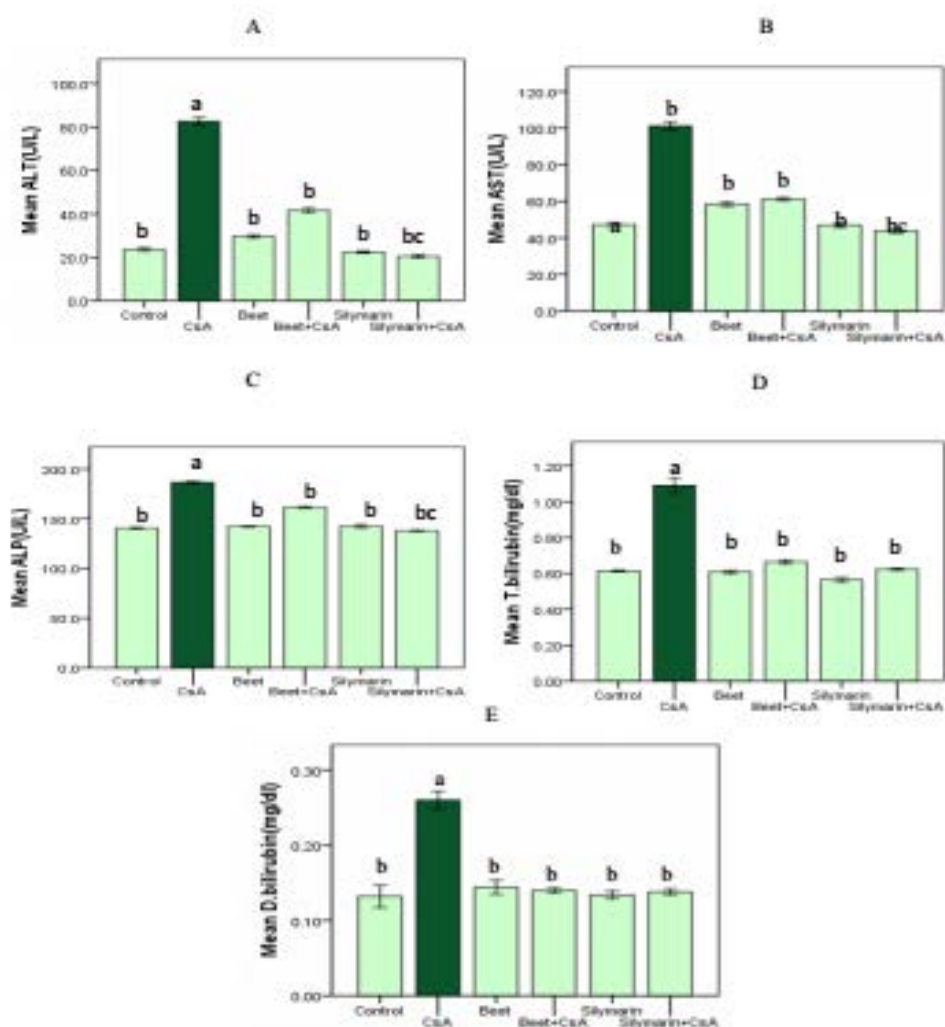 A
Mean ALT(U/L)
100.0
80.0
60.0
40.0
20.0
0.0
a
b
b
b
b
bc
Control
CsA
Beet
Beet+CsA
Silymarin
Silymarin+CsA
B
Mean AST(U/L)
120.0
100.0
80.0
60.0
40.0
20.0
0.0
b
b
b
b
bc
Control
CsA
Beet
Beet+CsA
Silymarin
Silymarin+CsA
C
Mean ALP(U/L)
200.0
150.0
100.0
50.0
0.0
b
a
b
b
b
bc
Control
CsA
Beet
Beet+CsA
Silymarin
Silymarin+CsA
D
Mean T.bilirubin(mg/dl)
1.20
1.00
0.80
0.60
0.40
0.20
0.00
b
a
b
b
b
b
Control
CsA
Beet
Beet+CsA
Silymarin
Silymarin+CsA
E
Mean D.bilirubin(mg/dl)
0.30
0.20
0.10
0.00
b
a
b
b
b
b
Control
CsA
Beet
Beet+CsA
Silymarin
Silymarin+CsA